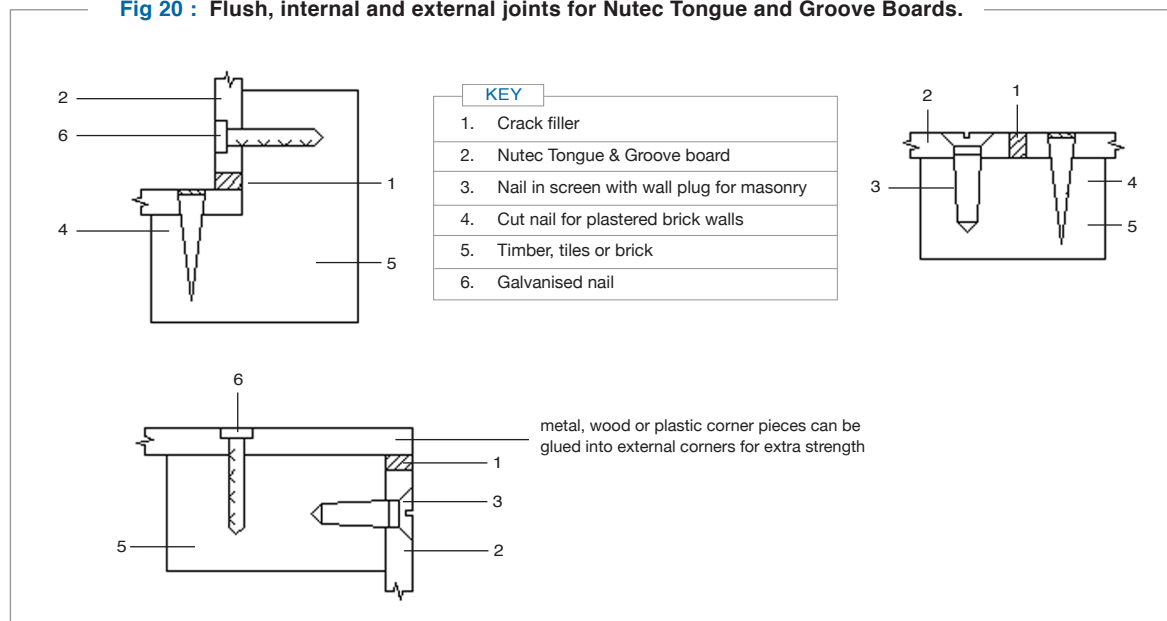 Fig 20 : Flush, internal and external joints for Nutec Tongue and Groove Boards.
2
6
1
4
5
KEY
1. Crack filler
2. Nutec Tongue & Groove board
3. Nail in screen with wall plug for masonry
4. Cut nail for plastered brick walls
5. Timber, tiles or brick
6. Galvanised nail
2
1
3
4
5
6
metal, wood or plastic corner pieces can be
glued into external corners for extra strength
1
3
5
2